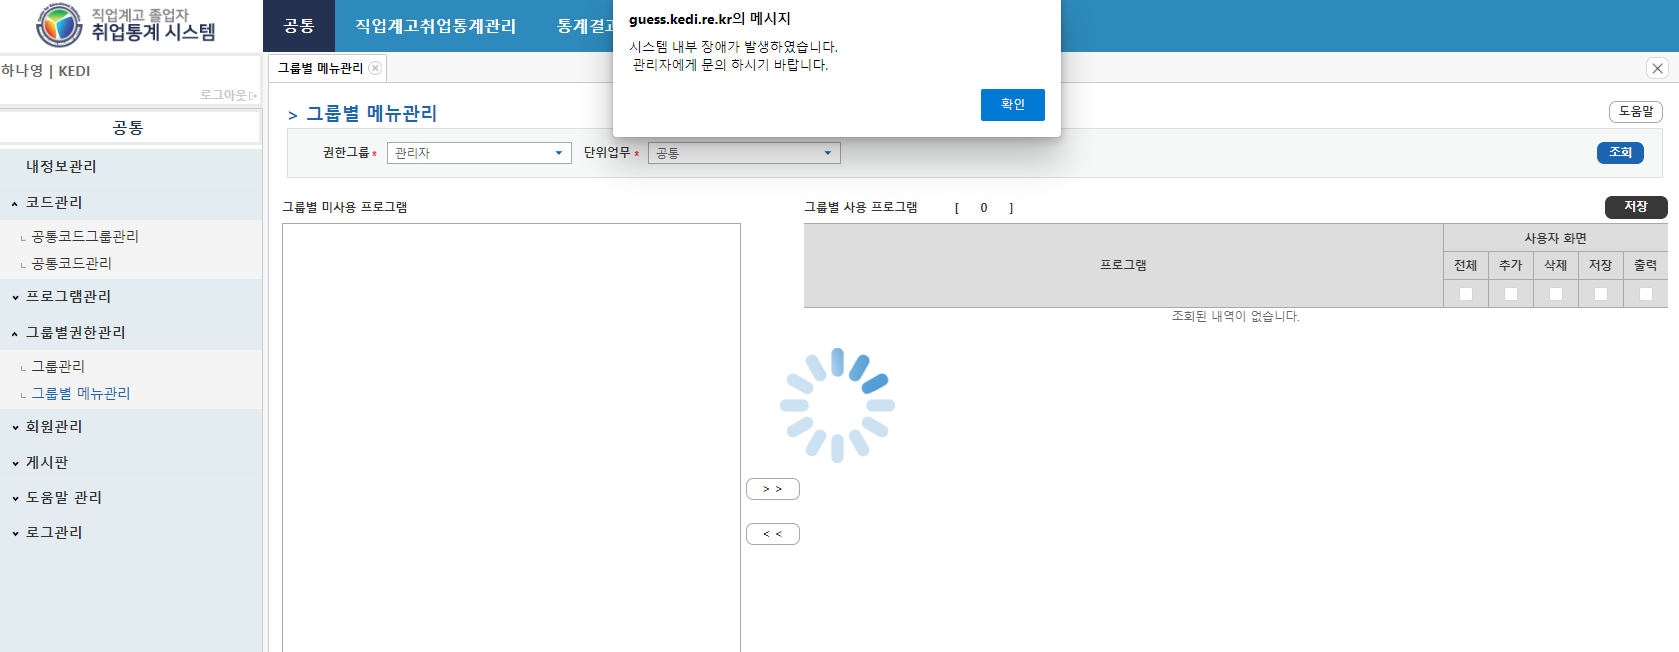 직업계고 졸업자
취업통계 시스템
공통
직업계고취업통계관리
통계결과
guess.kedi.re.kr의 메시지
시스템 내부 장애가 발생하였습니다.
관리자에게 문의 하시기 바랍니다.
확인
하나영 | KEDI
로그아웃
그룹별 메뉴관리
> 그룹별 메뉴관리
도움말
공통
권한그룹 * 관리자
단위업무 * 공통
조회
내정보관리
코드관리
공통코드그룹관리
공통코드관리
프로그램관리
그룹별권한관리
그룹관리
그룹별 메뉴관리
회원관리
게시판
도움말 관리
로그관리
그룹별 미사용 프로그램
그룹별 사용 프로그램 [ 0 ]
저장
프로그램
사용자 화면
전체 추가 삭제 저장 출력
조회된 내역이 없습니다.
> >
< <